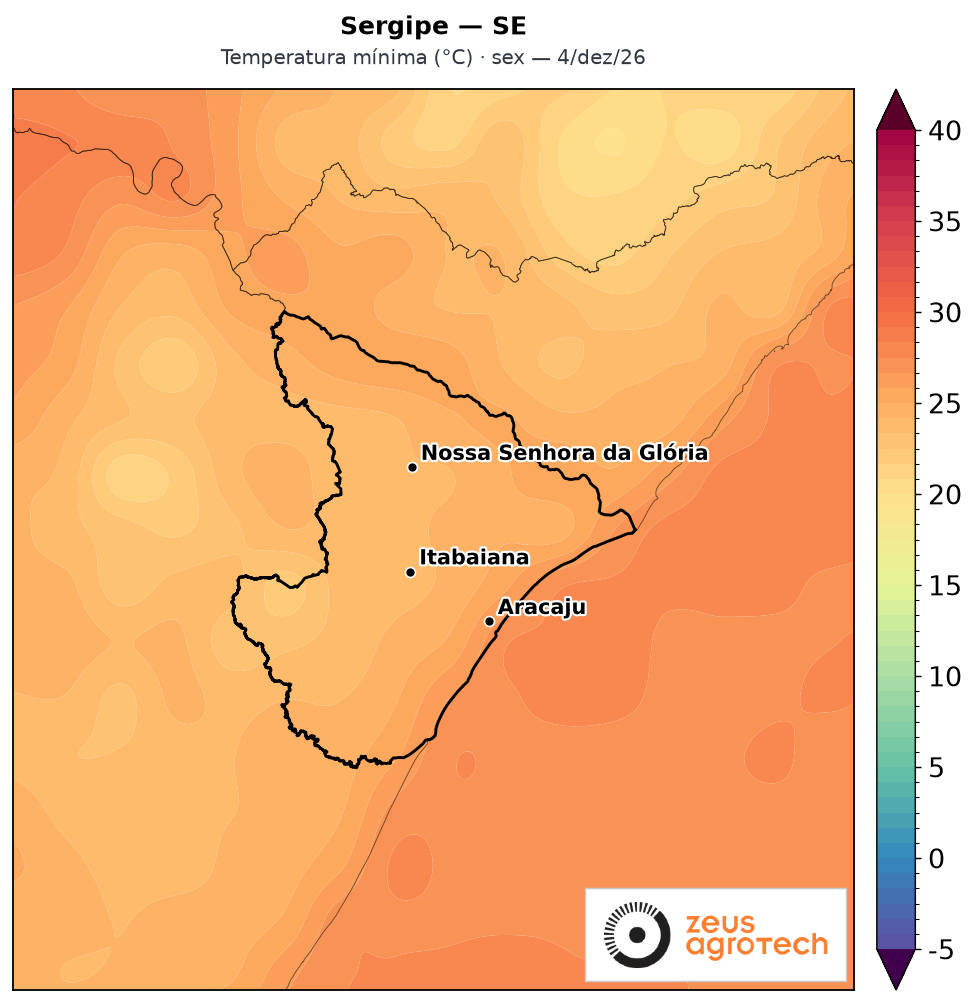 Sergipe — SE
Temperatura mínima (°C) · sex — 4/dez/26
40
35
30
25
20
15
10
5
0
-5
Nossa Senhora da Glória
Itabaiana
Aracaju
zeus
agrotech